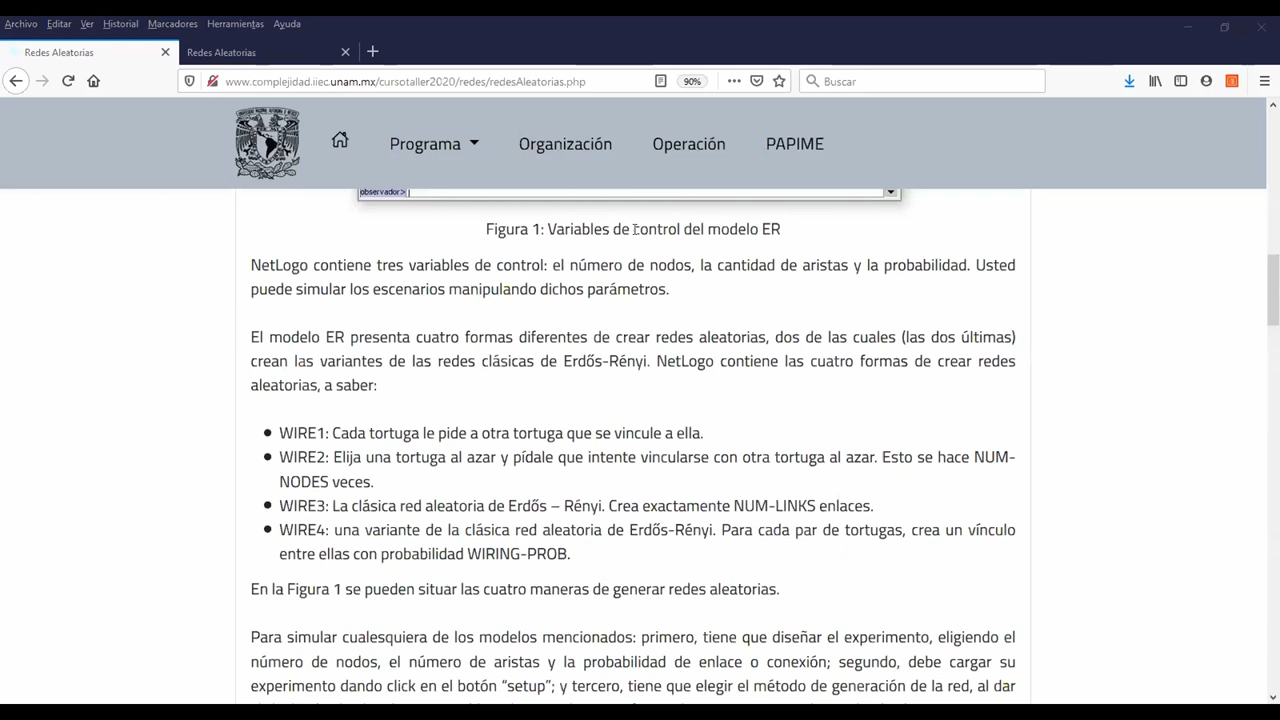 Archivo Editar Ver Historial Marcadores Herramientas Ayuda
Redes Aleatorias Redes Aleatorias
www.complejidad.iiec.unam.mx/cursotaller2020/redes/redesAleatorias.php 90% Buscar
Programa Organización Operación PAPIME
observador>
Figura 1: Variables de control del modelo ER
NetLogo contiene tres variables de control: el número de nodos, la cantidad de aristas y la probabilidad. Usted
puede simular los escenarios manipulando dichos parámetros.
El modelo ER presenta cuatro formas diferentes de crear redes aleatorias, dos de las cuales (las dos últimas)
crean las variantes de las redes clásicas de Erdős-Rényi. NetLogo contiene las cuatro formas de crear redes
aleatorias, a saber:
WIRE1: Cada tortuga le pide a otra tortuga que se vincule a ella.
WIRE2: Elija una tortuga al azar y pídale que intente vincularse con otra tortuga al azar. Esto se hace NUM-
NODES veces.
WIRE3: La clásica red aleatoria de Erdős – Rényi. Crea exactamente NUM-LINKS enlaces.
WIRE4: una variante de la clásica red aleatoria de Erdős-Rényi. Para cada par de tortugas, crea un vínculo
entre ellas con probabilidad WIRING-PROB.
En la Figura 1 se pueden situar las cuatro maneras de generar redes aleatorias.
Para simular cualesquiera de los modelos mencionados: primero, tiene que diseñar el experimento, eligiendo el
número de nodos, el número de aristas y la probabilidad de enlace o conexión; segundo, debe cargar su
experimento dando click en el botón “setup”; y tercero, tiene que elegir el método de generación de la red, al dar